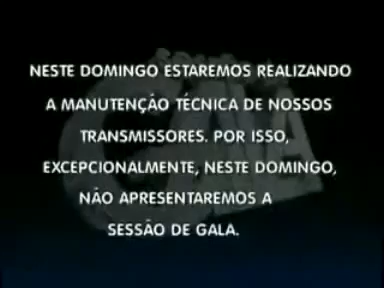 NESTE DOMINGO ESTAREMOS REALIZANDO
A MANUTENÇÃO TÉCNICA DE NOSSOS
TRANSMISSORES. POR ISSO,
EXCEPCIONALMENTE, NESTE DOMINGO,
NÃO APRESENTAREMOS A
SESSÃO DE GALA.